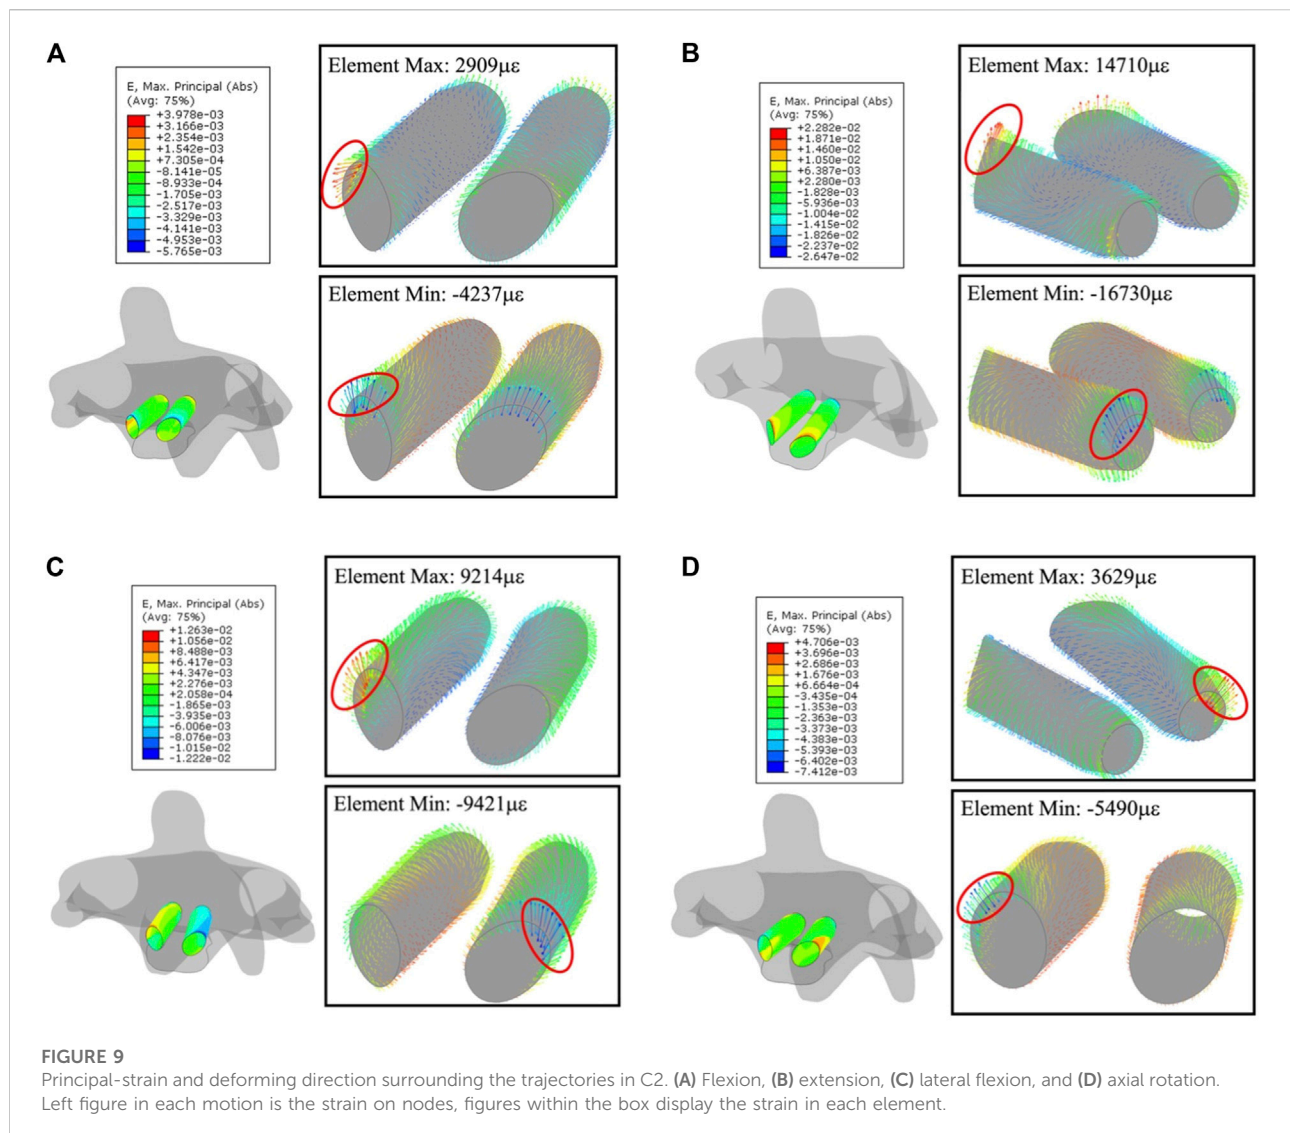 A
E, Max. Principal (Abs)
(Avg: 75%)
+3.978e-03
+3.166e-03
+2.354e-03
+1.542e-03
+7.305e-04
-8.141e-05
-8.933e-04
-1.705e-03
-2.517e-03
-3.329e-03
-4.141e-03
-4.953e-03
-5.765e-03
Element Max: 2909με
Element Min: -4237με
B
E, Max. Principal (Abs)
(Avg: 75%)
+2.282e-02
+1.871e-02
+1.460e-02
+1.050e-02
+6.387e-03
+2.280e-03
-1.828e-03
-5.936e-03
-1.004e-02
-1.415e-02
-1.826e-02
-2.237e-02
-2.647e-02
Element Max: 14710με
Element Min: -16730με
C
E, Max. Principal (Abs)
(Avg: 75%)
+1.263e-02
+1.056e-02
+8.488e-03
+6.417e-03
+4.347e-03
+2.276e-03
+2.058e-04
-1.865e-03
-3.935e-03
-6.006e-03
-8.076e-03
-1.015e-02
-1.222e-02
Element Max: 9214με
Element Min: -9421με
D
E, Max. Principal (Abs)
(Avg: 75%)
+4.706e-03
+3.696e-03
+2.686e-03
+1.676e-03
+6.664e-04
-3.435e-04
-1.353e-03
-2.363e-03
-3.373e-03
-4.383e-03
-5.393e-03
-6.402e-03
-7.412e-03
Element Max: 3629με
Element Min: -5490με
FIGURE 9
Principal-strain and deforming direction surrounding the trajectories in C2. (A) Flexion, (B) extension, (C) lateral flexion, and (D) axial rotation.
Left figure in each motion is the strain on nodes, figures within the box display the strain in each element.